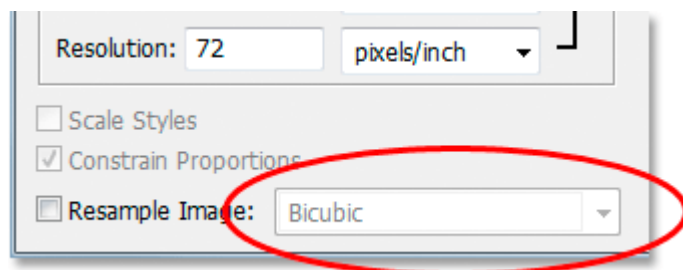 Resolution: 72 pixels/inch
Scale Styles
Constrain Proportions
Resample Image: Bicubic